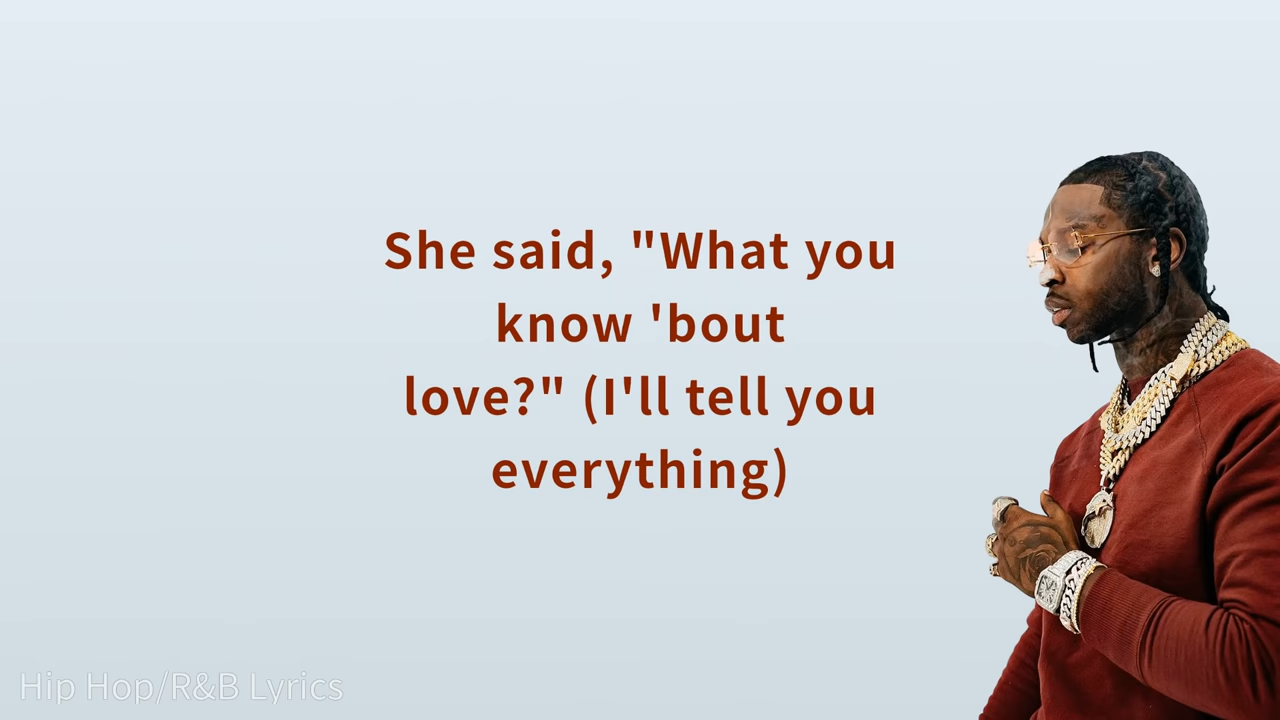 She said, "What you
know 'bout
love?" (I'll tell you
everything)
Hip Hop/R&B Lyrics